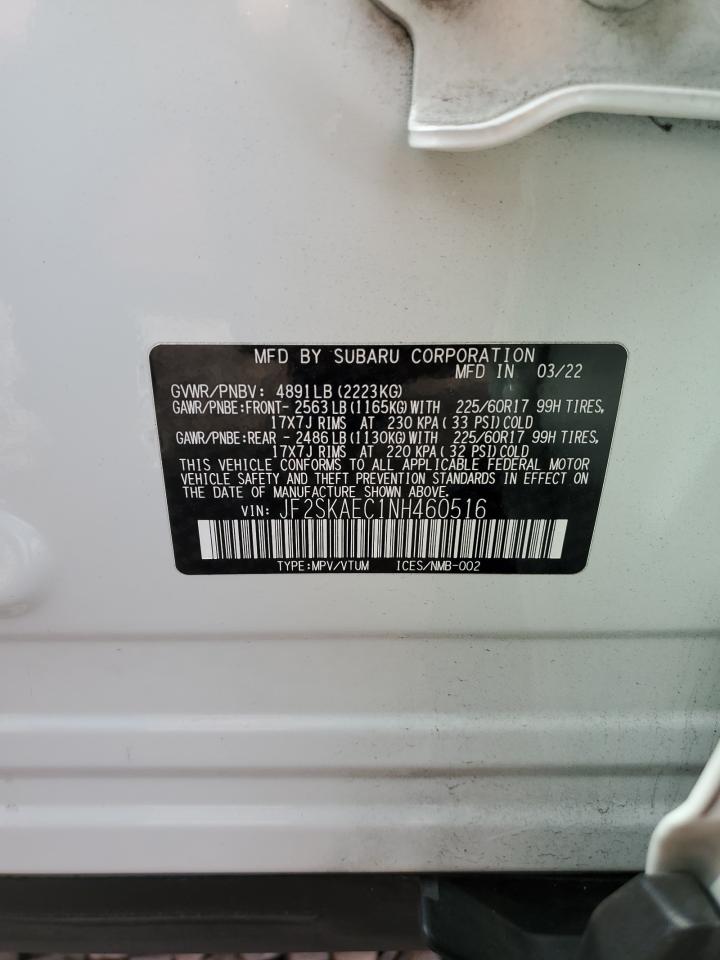 MFD BY SUBARU CORPORATION
MFD IN 03/22
GVWR/PNBV: 4891LB (2223KG)
GAWR/PNBE:FRONT- 2563 LB (1165KG) WITH 225/60R17 99H TIRES,
17X7J RIMS AT 230 KPA ( 33 PSI) COLD
GAWR/PNBE:REAR - 2486 LB (1130KG) WITH 225/60R17 99H TIRES,
17X7J RIMS AT 220 KPA ( 32 PSI) COLD
THIS VEHICLE CONFORMS TO ALL APPLICABLE FEDERAL MOTOR
VEHICLE SAFETY AND THEFT PREVENTION STANDARDS IN EFFECT ON
THE DATE OF MANUFACTURE SHOWN ABOVE.
VIN: JF2SKAEC1NH460516
TYPE:MPV/VTUM ICES/NMB-002